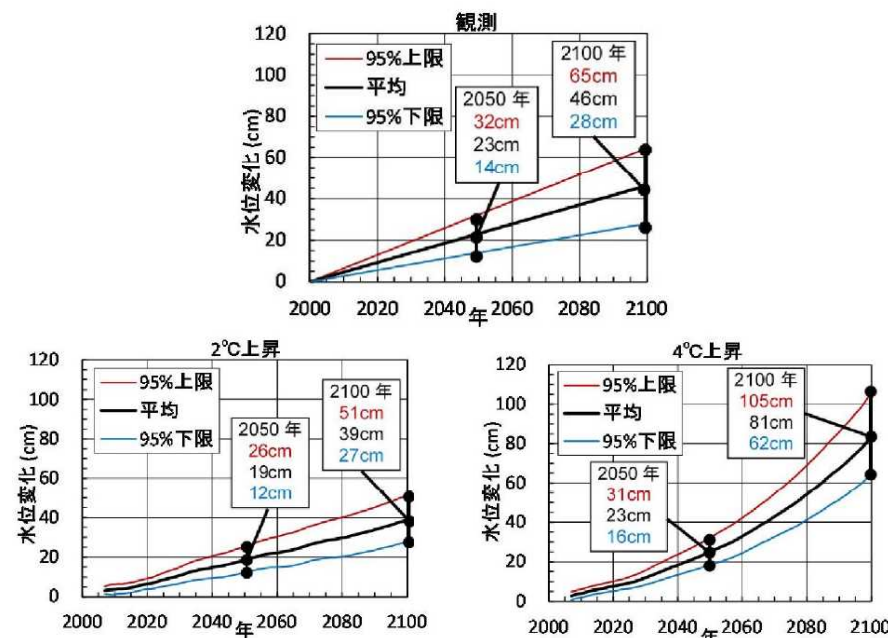 観測
120
100
80
60
40
20
0
水位変化 (cm)
95%上限
平均
95%下限
2050 年
32cm
23cm
14cm
2100 年
65cm
46cm
28cm
2000 2020 2040 2060 2080 2100
年
2℃上昇
120
100
80
60
40
20
0
水位変化 (cm)
95%上限
平均
95%下限
2050 年
26cm
19cm
12cm
2100 年
51cm
39cm
27cm
2000 2020 2040 2060 2080 2100
年
4℃上昇
120
100
80
60
40
20
0
水位変化 (cm)
95%上限
平均
95%下限
2050 年
31cm
23cm
16cm
2100 年
105cm
81cm
62cm
2000 2020 2040 2060 2080 2100
年